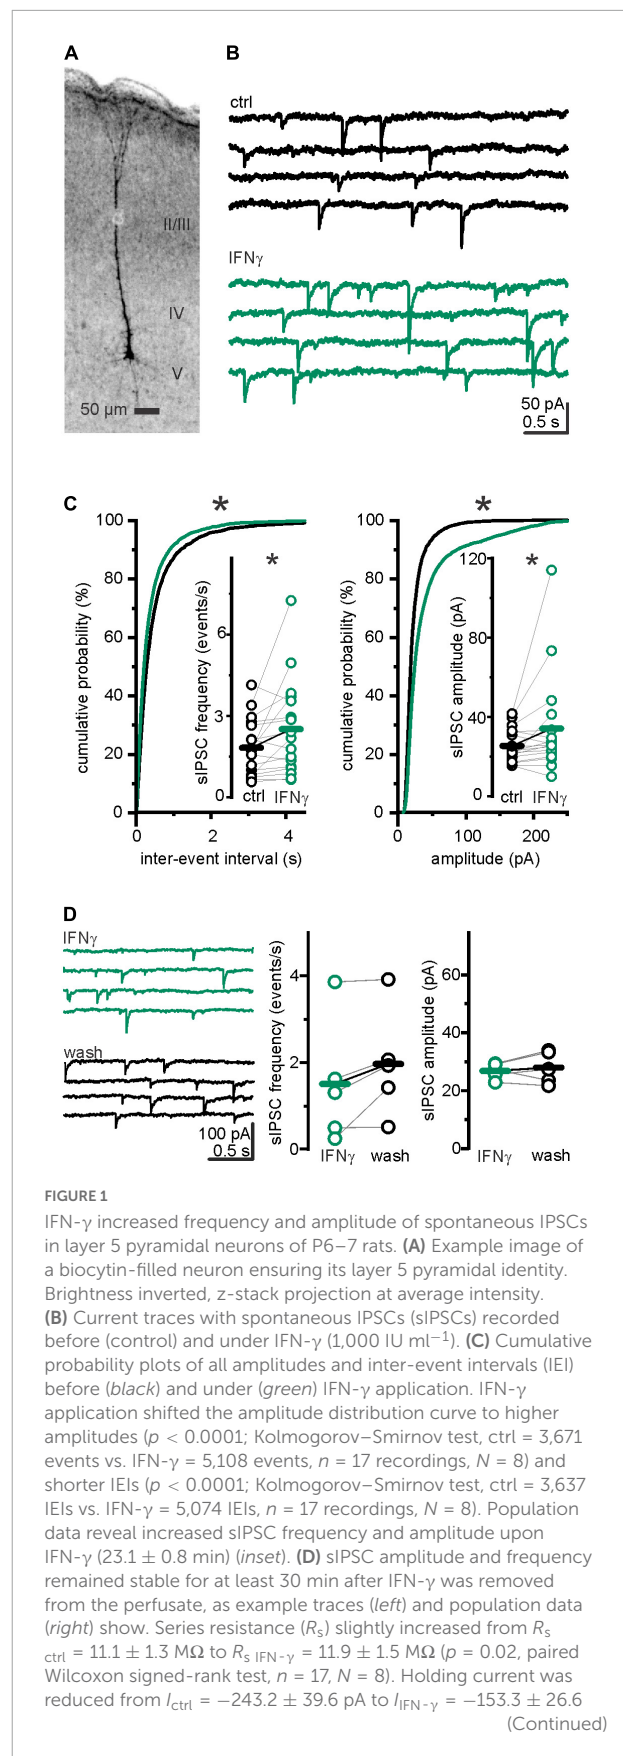 A
II/III
IV
V
50 µm
B
ctrl
IFNγ
50 pA
0.5 s
C
*
100
80
60
40
20
0
cumulative probability (%)
0
2
4
inter-event interval (s)
*
6
3
0
sIPSC frequency (events/s)
ctrl
IFNγ
*
100
80
60
40
20
0
cumulative probability (%)
0
100
200
amplitude (pA)
*
120
80
40
0
sIPSC amplitude (pA)
ctrl
IFNγ
D
IFNγ
wash
100 pA
0.5 s
4
2
0
sIPSC frequency (events/s)
IFNγ
wash
60
40
20
0
sIPSC amplitude (pA)
IFNγ
wash
FIGURE 1
IFN-γ increased frequency and amplitude of spontaneous IPSCs
in layer 5 pyramidal neurons of P6–7 rats. (A) Example image of
a biocytin-filled neuron ensuring its layer 5 pyramidal identity.
Brightness inverted, z-stack projection at average intensity.
(B) Current traces with spontaneous IPSCs (sIPSCs) recorded
before (control) and under IFN-γ (1,000 IU ml−1). (C) Cumulative
probability plots of all amplitudes and inter-event intervals (IEI)
before (black) and under (green) IFN-γ application. IFN-γ
application shifted the amplitude distribution curve to higher
amplitudes (p < 0.0001; Kolmogorov–Smirnov test, ctrl = 3,671
events vs. IFN-γ = 5,108 events, n = 17 recordings, N = 8) and
shorter IEIs (p < 0.0001; Kolmogorov–Smirnov test, ctrl = 3,637
IEIs vs. IFN-γ = 5,074 IEIs, n = 17 recordings, N = 8). Population
data reveal increased sIPSC frequency and amplitude upon
IFN-γ (23.1 ± 0.8 min) (inset). (D) sIPSC amplitude and frequency
remained stable for at least 30 min after IFN-γ was removed
from the perfusate, as example traces (left) and population data
(right) show. Series resistance (Rs) slightly increased from Rs
ctrl = 11.1 ± 1.3 MΩ to Rs IFN-γ = 11.9 ± 1.5 MΩ (p = 0.02, paired
Wilcoxon signed-rank test, n = 17, N = 8). Holding current was
reduced from Ictrl = −243.2 ± 39.6 pA to IIFN-γ = −153.3 ± 26.6
(Continued)